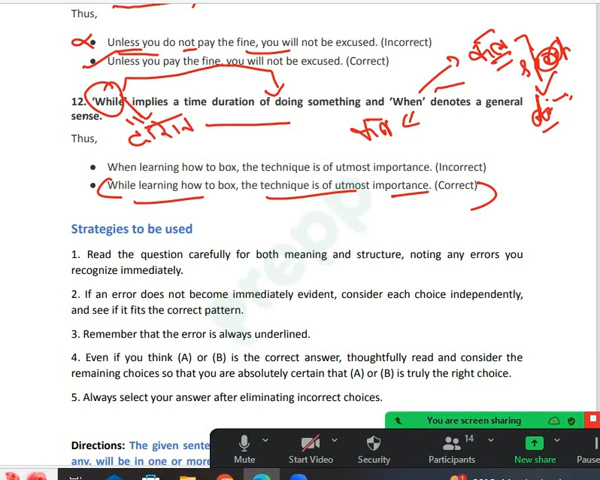 Thus,
• Unless you do not pay the fine, you will not be excused. (Incorrect)
• Unless you pay the fine, you will not be excused. (Correct)
12. 'While' implies a time duration of doing something and 'When' denotes a general
sense.
Thus,
• When learning how to box, the technique is of utmost importance. (Incorrect)
• While learning how to box, the technique is of utmost importance. (Correct)
Strategies to be used
1. Read the question carefully for both meaning and structure, noting any errors you
recognize immediately.
2. If an error does not become immediately evident, consider each choice independently,
and see if it fits the correct pattern.
3. Remember that the error is always underlined.
4. Even if you think (A) or (B) is the correct answer, thoughtfully read and consider the
remaining choices so that you are absolutely certain that (A) or (B) is truly the right choice.
5. Always select your answer after eliminating incorrect choices.
prepp
You are screen sharing
Directions: The given sente
any, will be in one or more
14
Mute Start Video Security Participants New share Pause